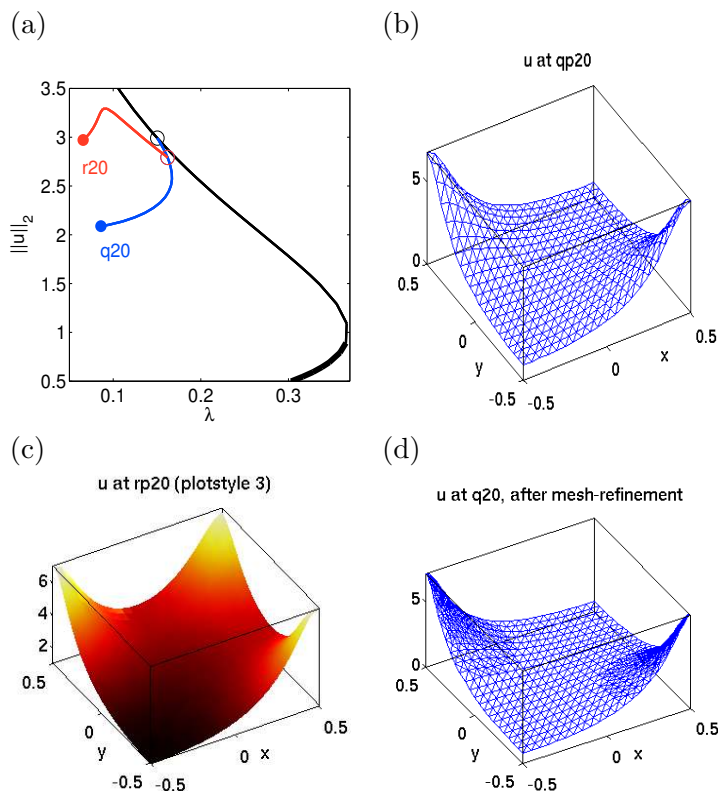 (a)
3.5
3
2.5
2
1.5
1
0.5
||u||₂
0.1
0.2
0.3
λ
r20
q20
(b)
u at qp20
5
0
0.5
0
-0.5
y
-0.5
0
0.5
x
(c)
u at rp20 (plotstyle 3)
6
4
2
0.5
0
-0.5
y
-0.5
0
0.5
x
(d)
u at q20, after mesh-refinement
5
0
0.5
0
-0.5
y
-0.5
0
0.5
x